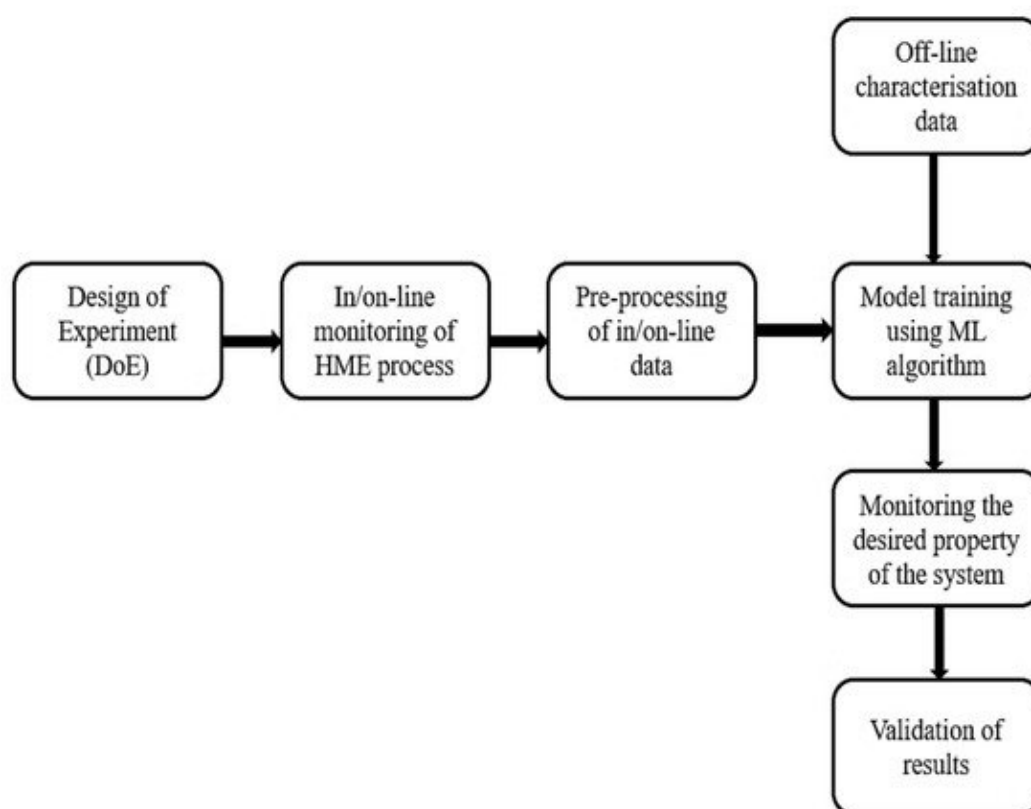 Off-line
characterisation
data
Design of
Experiment
(DoE)
In/on-line
monitoring of
HME process
Pre-processing
of in/on-line
data
Model training
using ML
algorithm
Monitoring the
desired property
of the system
Validation of
results